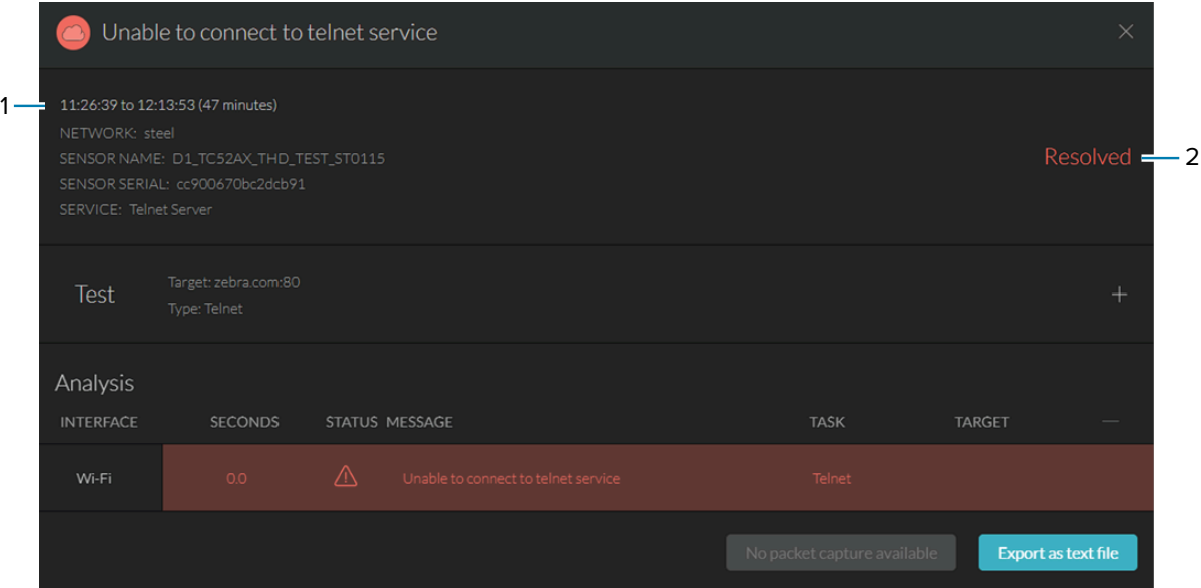 Unable to connect to telnet service
1
11:26:39 to 12:13:53 (47 minutes)
NETWORK: steel
SENSOR NAME: D1_TC52AX_THD_TEST_ST0115
Resolved
2
SENSOR SERIAL: cc900670bc2dcb91
SERVICE: Telnet Server
Test
Target: zebra.com:80
Type: Telnet
Analysis
INTERFACE SECONDS STATUS MESSAGE TASK TARGET
Wi-Fi 0.0 Unable to connect to telnet service Telnet
No packet capture available Export as text file